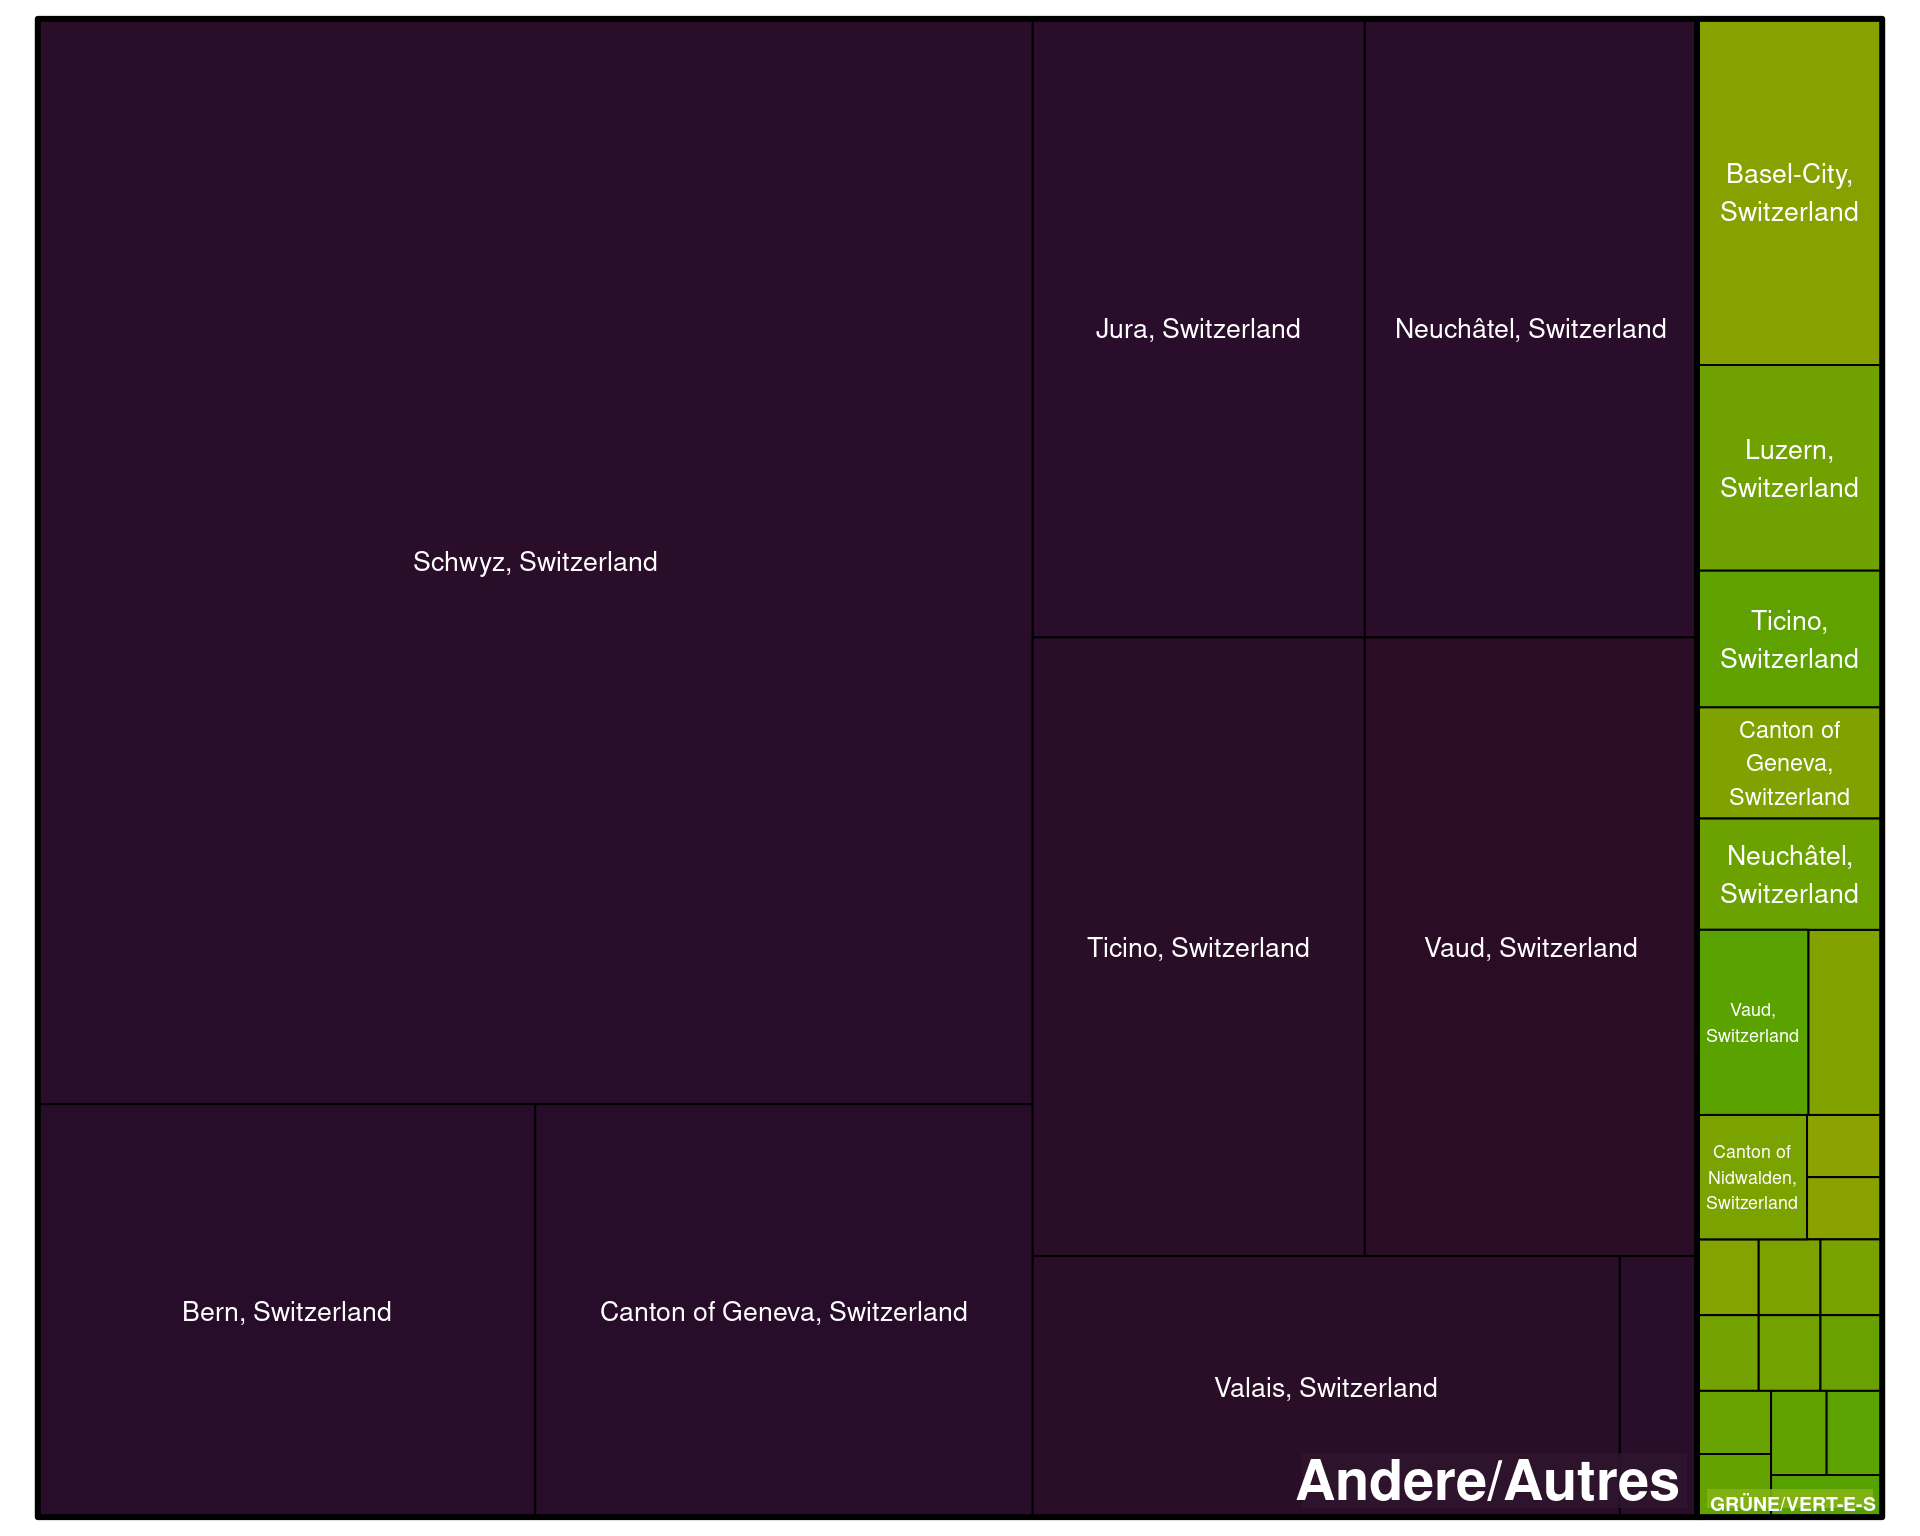 Schwyz, Switzerland
Bern, Switzerland
Canton of Geneva, Switzerland
Jura, Switzerland
Neuchâtel, Switzerland
Ticino, Switzerland
Vaud, Switzerland
Valais, Switzerland
Andere/Autres
Basel-City,
Switzerland
Luzern,
Switzerland
Ticino,
Switzerland
Canton of
Geneva,
Switzerland
Neuchâtel,
Switzerland
Vaud,
Switzerland
Canton of
Nidwalden,
Switzerland
GRÜNE/VERT-E-S